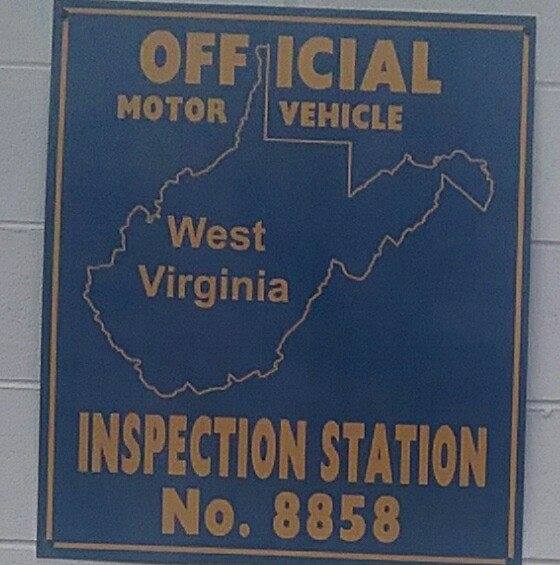 OFFICIAL
MOTOR VEHICLE
West
Virginia
INSPECTION STATION
No. 8858